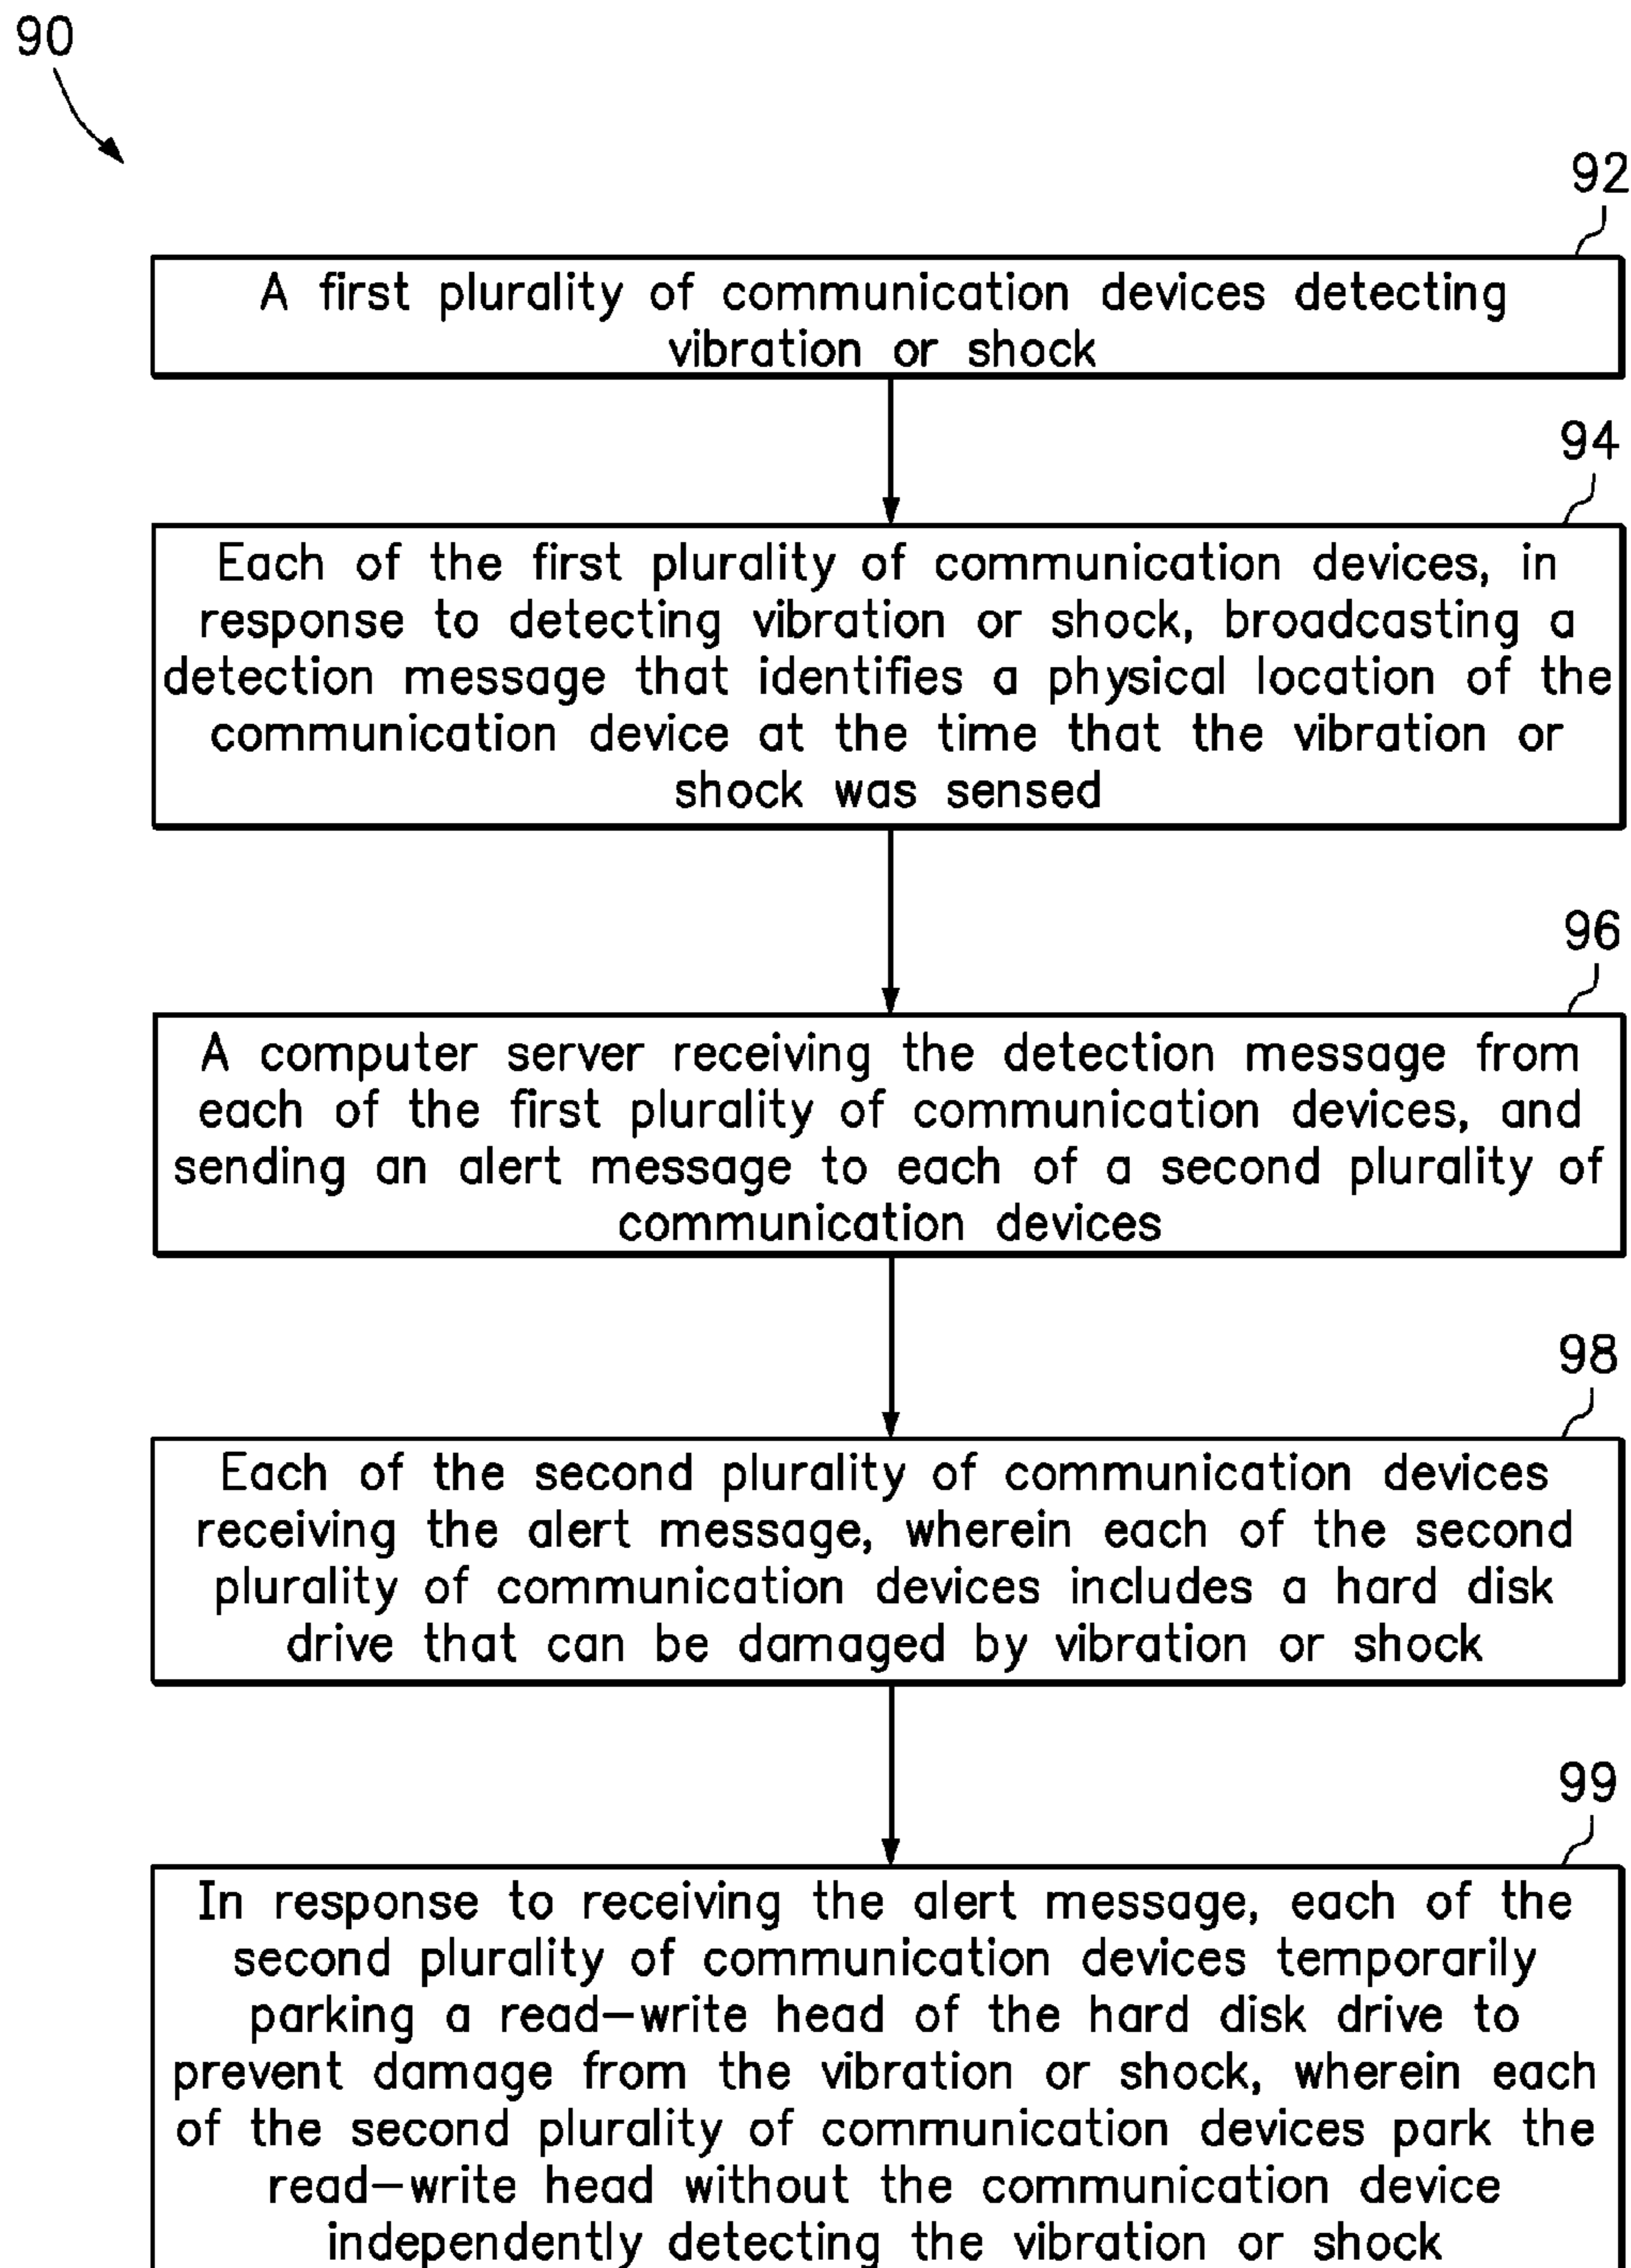 90
92
A first plurality of communication devices detecting
vibration or shock
94
Each of the first plurality of communication devices, in
response to detecting vibration or shock, broadcasting a
detection message that identifies a physical location of the
communication device at the time that the vibration or
shock was sensed
96
A computer server receiving the detection message from
each of the first plurality of communication devices, and
sending an alert message to each of a second plurality of
communication devices
98
Each of the second plurality of communication devices
receiving the alert message, wherein each of the second
plurality of communication devices includes a hard disk
drive that can be damaged by vibration or shock
99
In response to receiving the alert message, each of the
second plurality of communication devices temporarily
parking a read-write head of the hard disk drive to
prevent damage from the vibration or shock, wherein each
of the second plurality of communication devices park the
read-write head without the communication device
independently detecting the vibration or shock